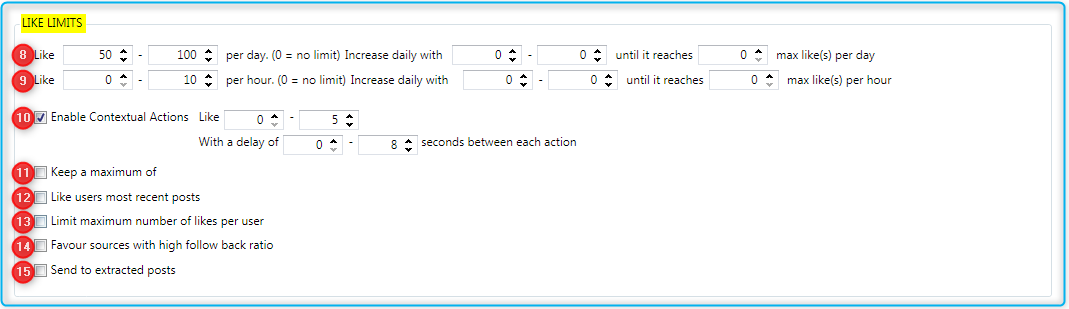 LIKE LIMITS
8 Like 50 - 100 per day. (0 = no limit) Increase daily with 0 - 0 until it reaches 0 max like(s) per day
9 Like 0 - 10 per hour. (0 = no limit) Increase daily with 0 - 0 until it reaches 0 max like(s) per hour
10 Enable Contextual Actions Like 0 - 5
With a delay of 0 - 8 seconds between each action
11 Keep a maximum of
12 Like users most recent posts
13 Limit maximum number of likes per user
14 Favour sources with high follow back ratio
15 Send to extracted posts